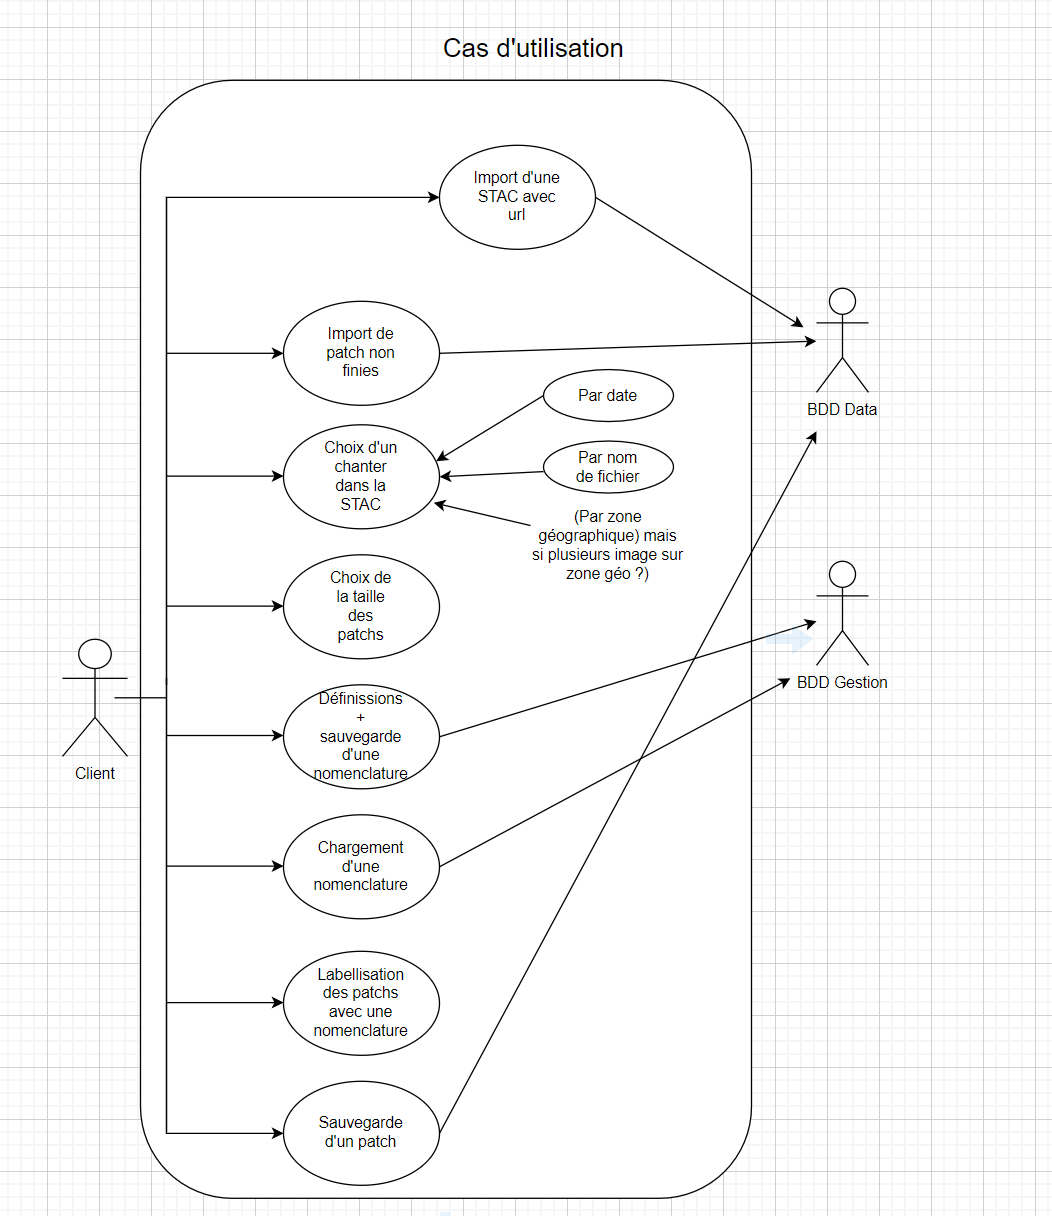 Cas d'utilisation
Import d'une
STAC avec
url
Import de
patch non
finies
Par date
BDD Data
Choix d'un
chanter
dans la
STAC
Par nom
de fichier
(Par zone
géographique) mais
si plusieurs image sur
zone géo ?)
Choix de
la taille
des
patchs
BDD Gestion
Définissions
+
sauvegarde
d'une
nomenclature
Client
Chargement
d'une
nomenclature
Labellisation
des patchs
avec une
nomenclature
Sauvegarde
d'un patch